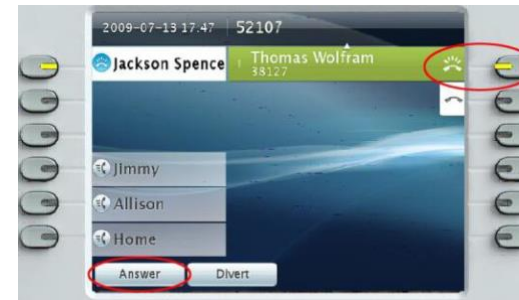 2009-07-13 17.47 52107
Jackson Spence Thomas Wolfram
38127
Jimmy
Allison
Home
Answer Divert